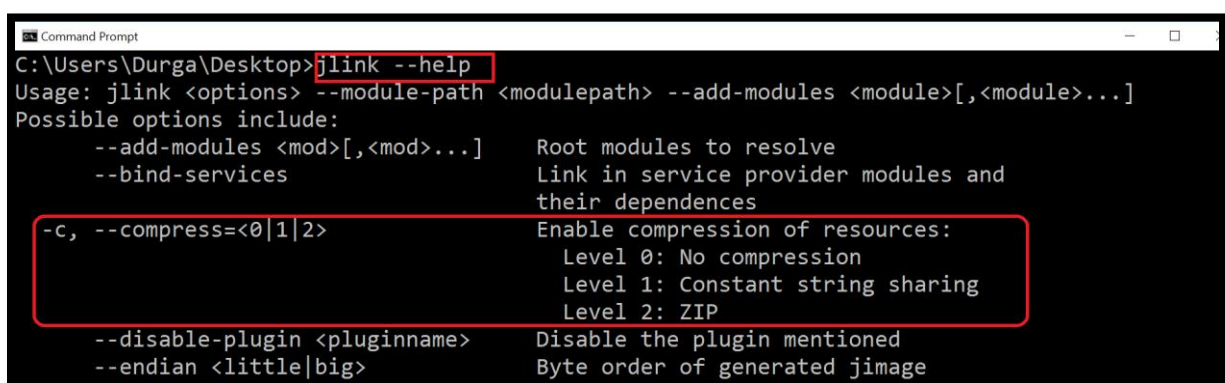 Command Prompt
C:\Users\Durga\Desktop>jlink --help
Usage: jlink <options> --module-path <modulepath> --add-modules <module>[,<module>...]
Possible options include:
--add-modules <mod>[,<mod>...] Root modules to resolve
--bind-services Link in service provider modules and
their dependences
-c, --compress=<0|1|2> Enable compression of resources:
Level 0: No compression
Level 1: Constant string sharing
Level 2: ZIP
--disable-plugin <pluginname> Disable the plugin mentioned
--endian <little|big> Byte order of generated jimage